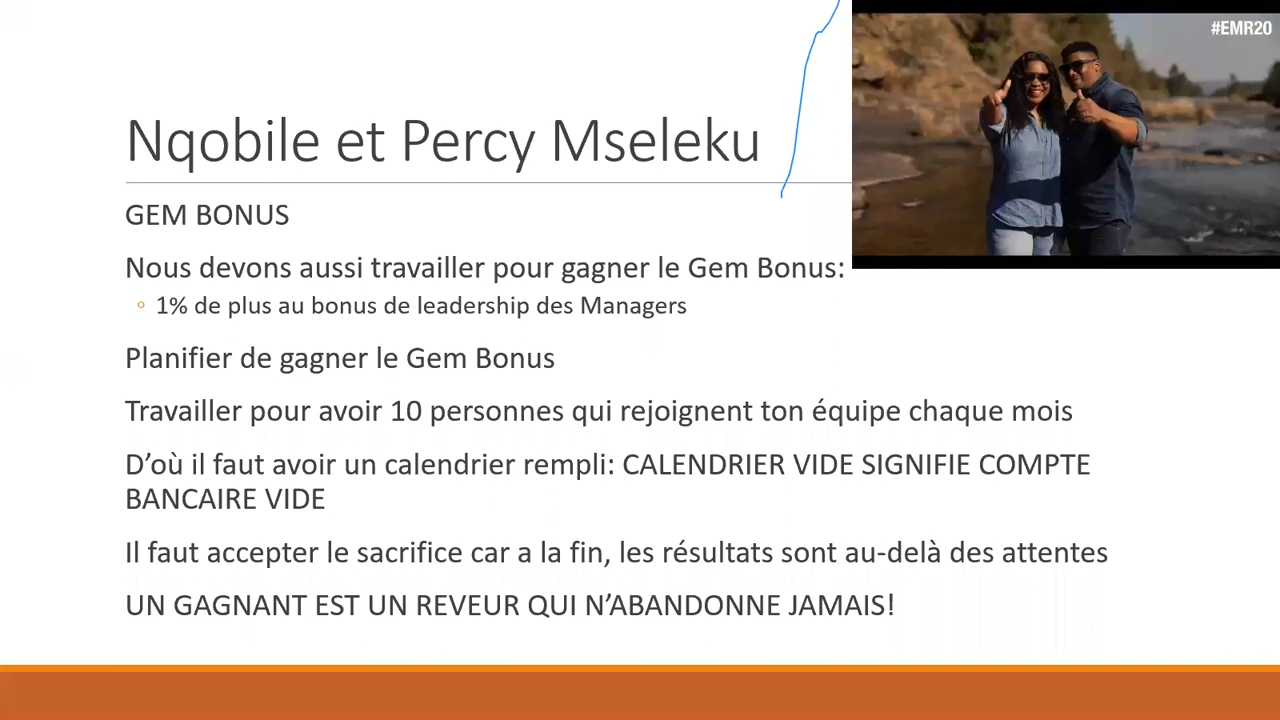 #EMR20
Nqobile et Percy Mseleku
GEM BONUS
Nous devons aussi travailler pour gagner le Gem Bonus:
1% de plus au bonus de leadership des Managers
Planifier de gagner le Gem Bonus
Travailler pour avoir 10 personnes qui rejoignent ton équipe chaque mois
D’où il faut avoir un calendrier rempli: CALENDRIER VIDE SIGNIFIE COMPTE
BANCAIRE VIDE
Il faut accepter le sacrifice car a la fin, les résultats sont au-delà des attentes
UN GAGNANT EST UN REVEUR QUI N’ABANDONNE JAMAIS!